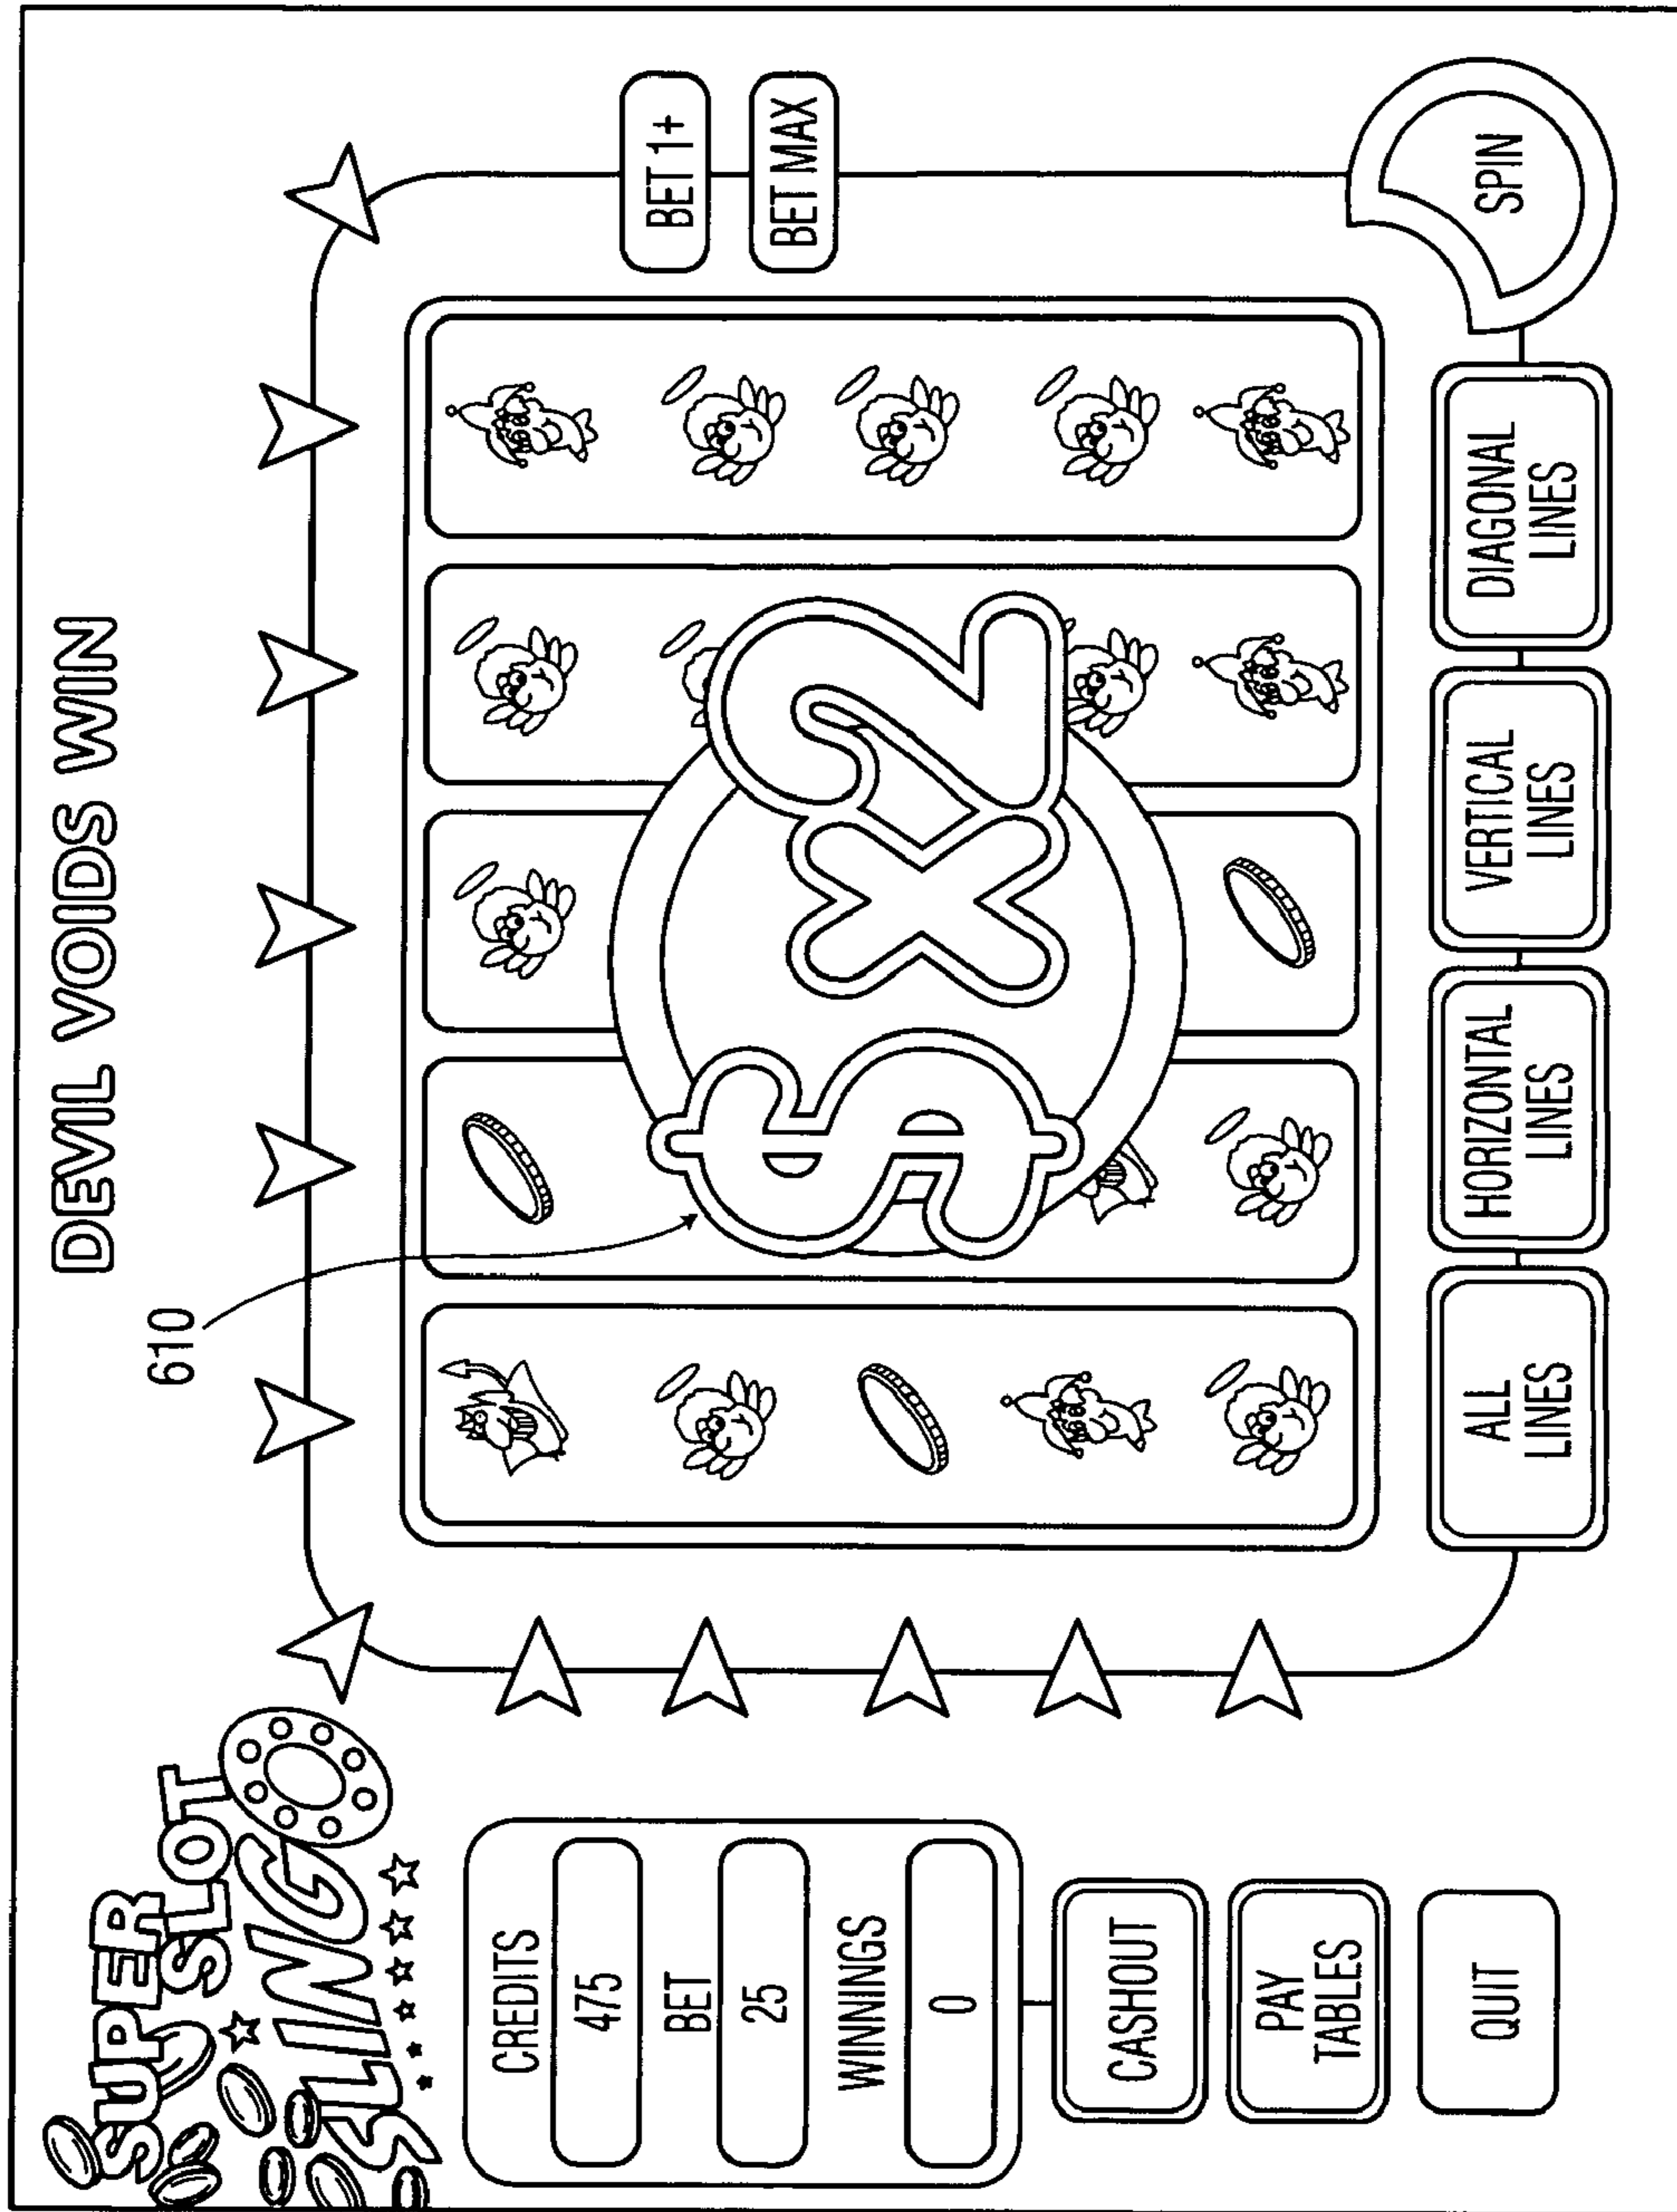 DEVIL VOIDS WIN
610
SUPER
SLOT
SLINGO
CREDITS
475
BET
25
WINNINGS
0
CASHOUT
PAY
TABLES
QUIT
$x2
BET 1+
BET MAX
ALL
LINES
HORIZONTAL
LINES
VERTICAL
LINES
DIAGONAL
LINES
SPIN